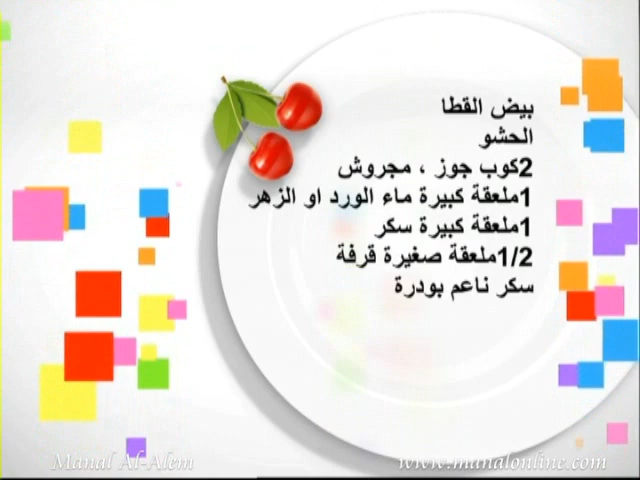 بيض القطا
الحشو
2كوب جوز ، مجروش
1ملعقة كبيرة ماء الورد او الزهر
1ملعقة كبيرة سكر
1/2ملعقة صغيرة قرفة
سكر ناعم بودرة
Manal Al-Alem
www.manalonline.com